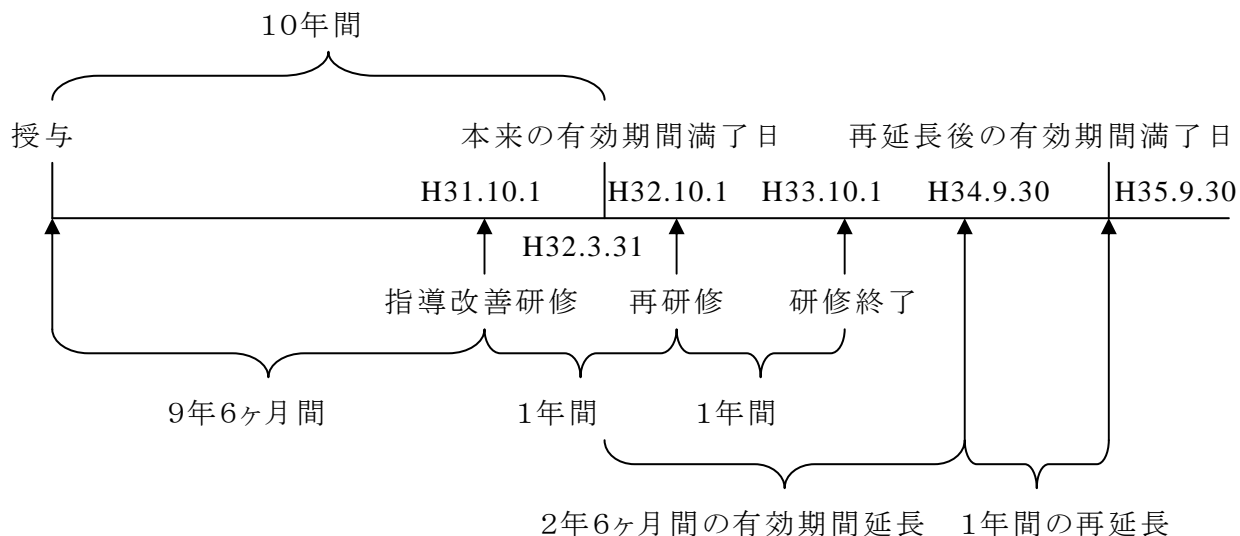 10年間
授与
本来の有効期間満了日
再延長後の有効期間満了日
H31.10.1
H32.10.1
H33.10.1
H34.9.30
H35.9.30
H32.3.31
指導改善研修
再研修
研修終了
9年6ヶ月間
1年間
1年間
2年6ヶ月間の有効期間延長
1年間の再延長